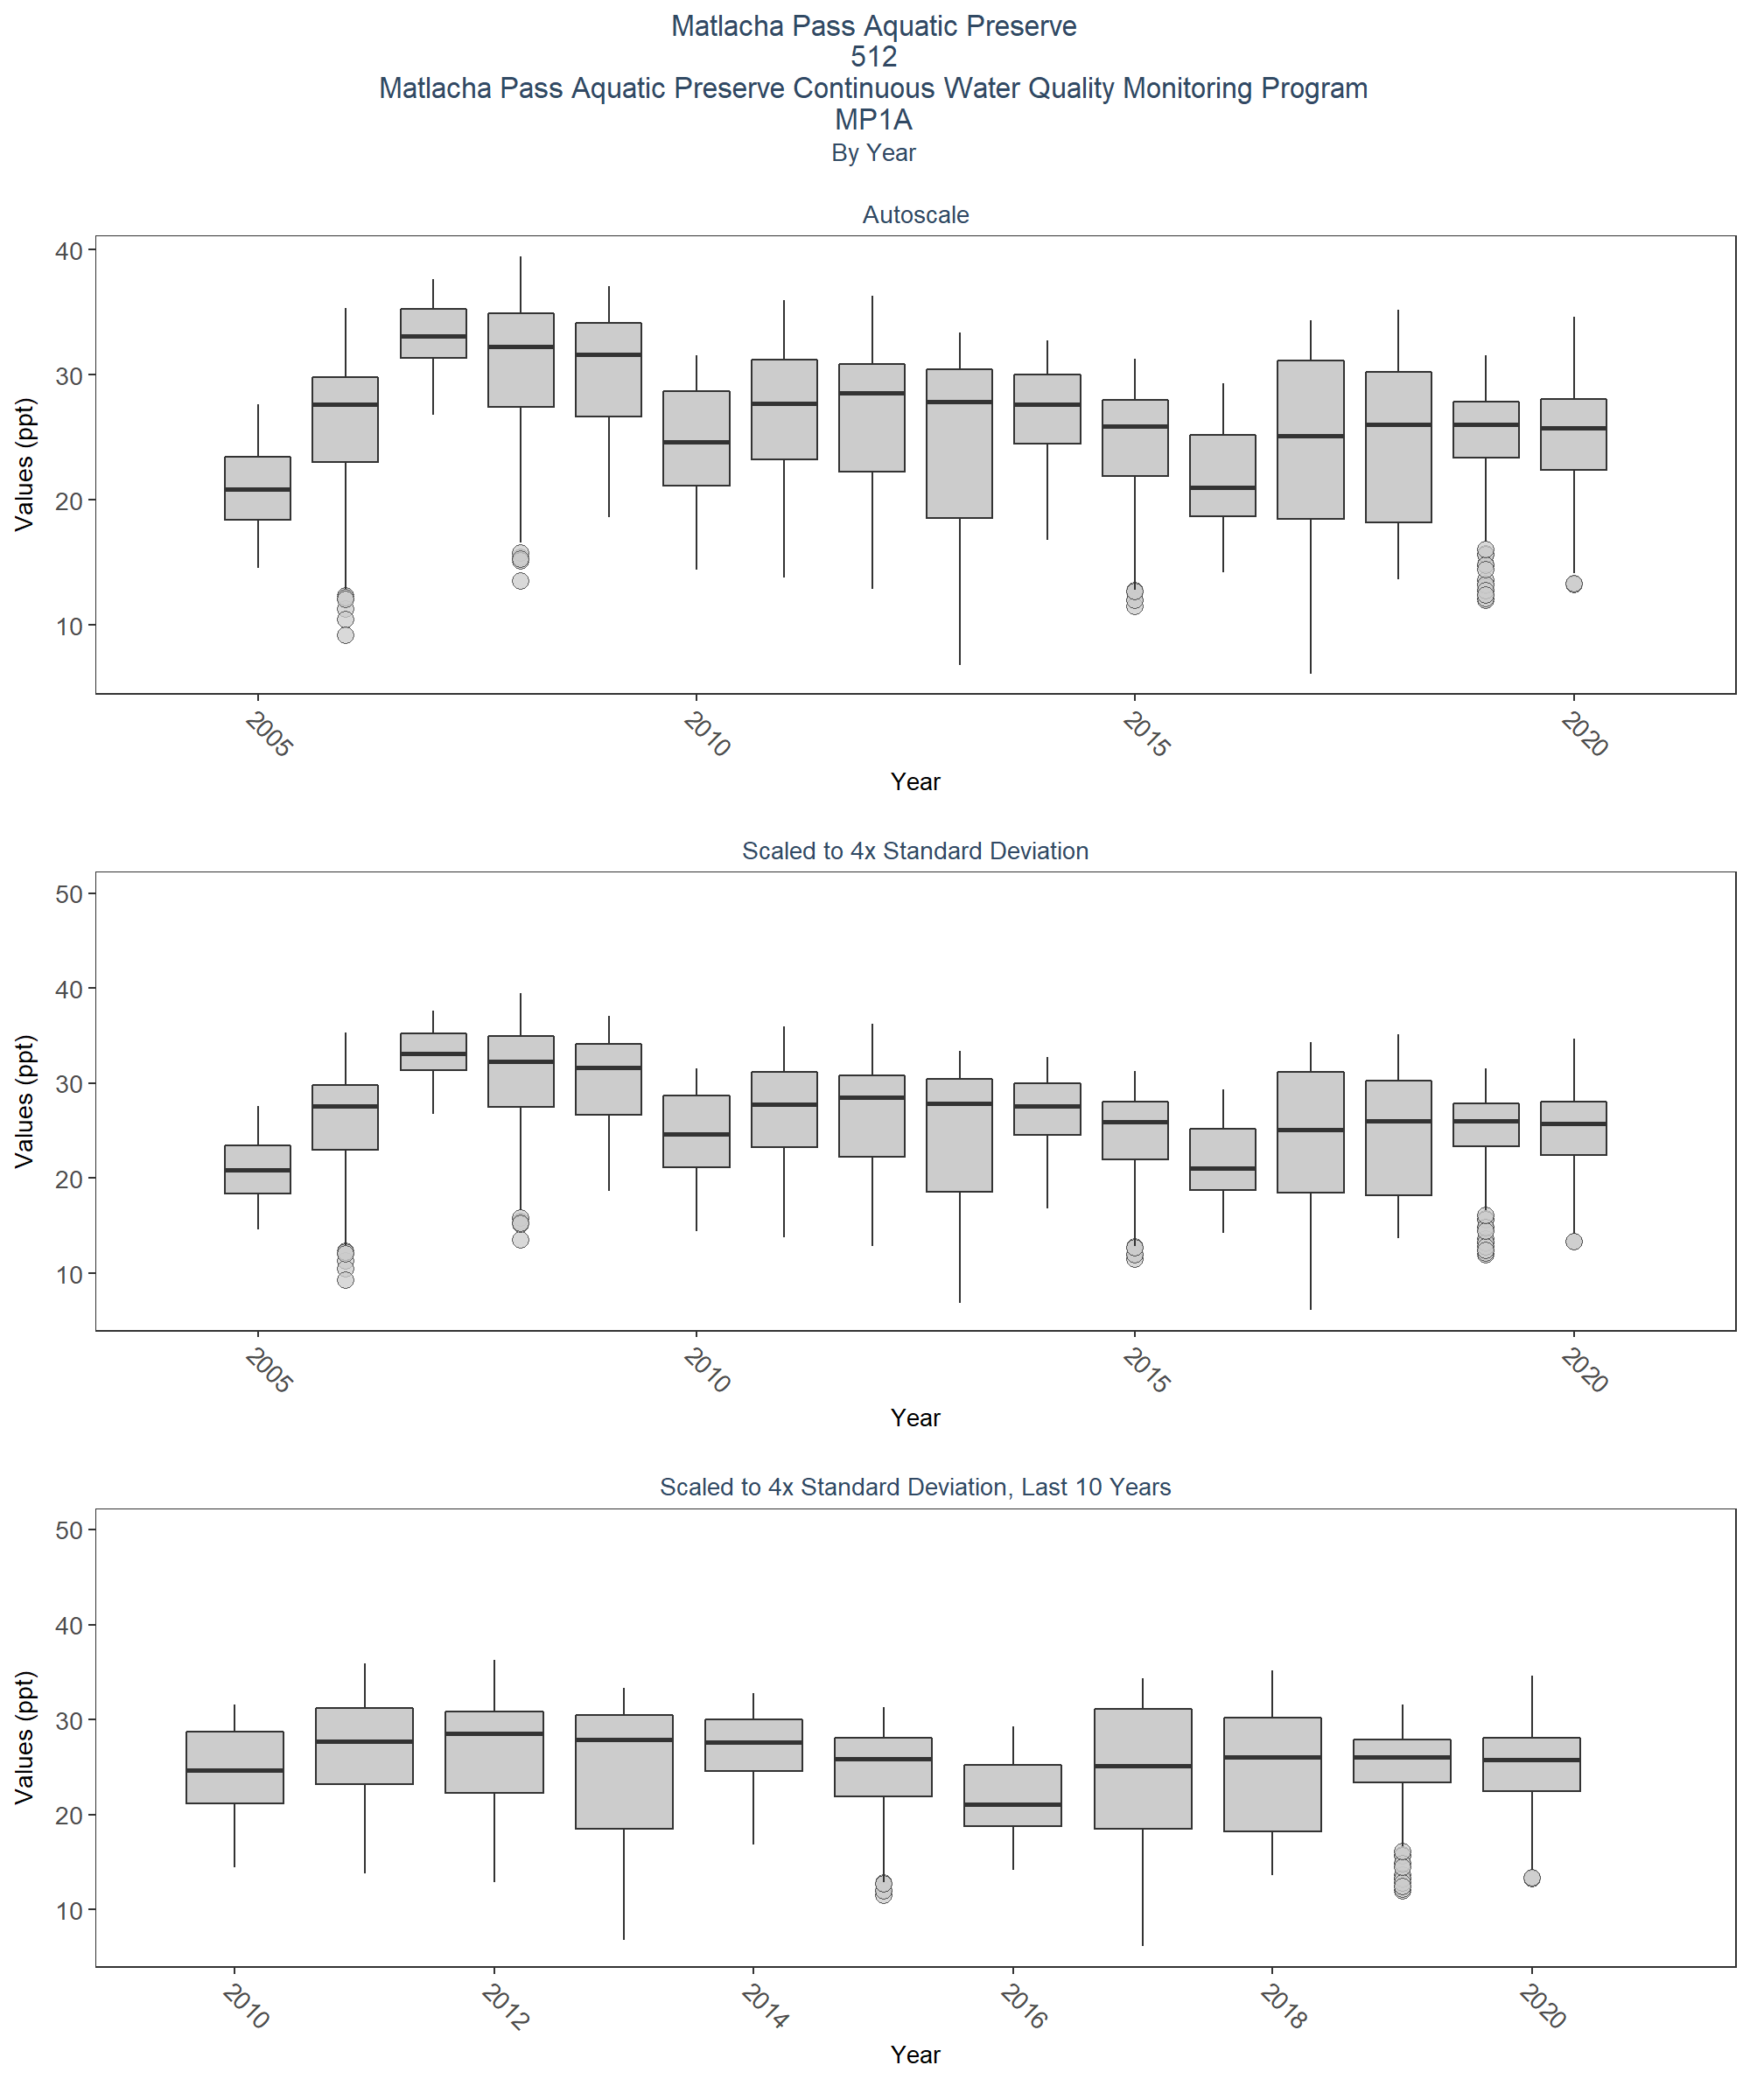 Matlacha Pass Aquatic Preserve
512
Matlacha Pass Aquatic Preserve Continuous Water Quality Monitoring Program
MP1A
By Year
Autoscale
Values (ppt)
40
30
20
10
2005 2010 2015 2020
Year
Scaled to 4x Standard Deviation
Values (ppt)
50
40
30
20
10
2005 2010 2015 2020
Year
Scaled to 4x Standard Deviation, Last 10 Years
Values (ppt)
50
40
30
20
10
2010 2012 2014 2016 2018 2020
Year